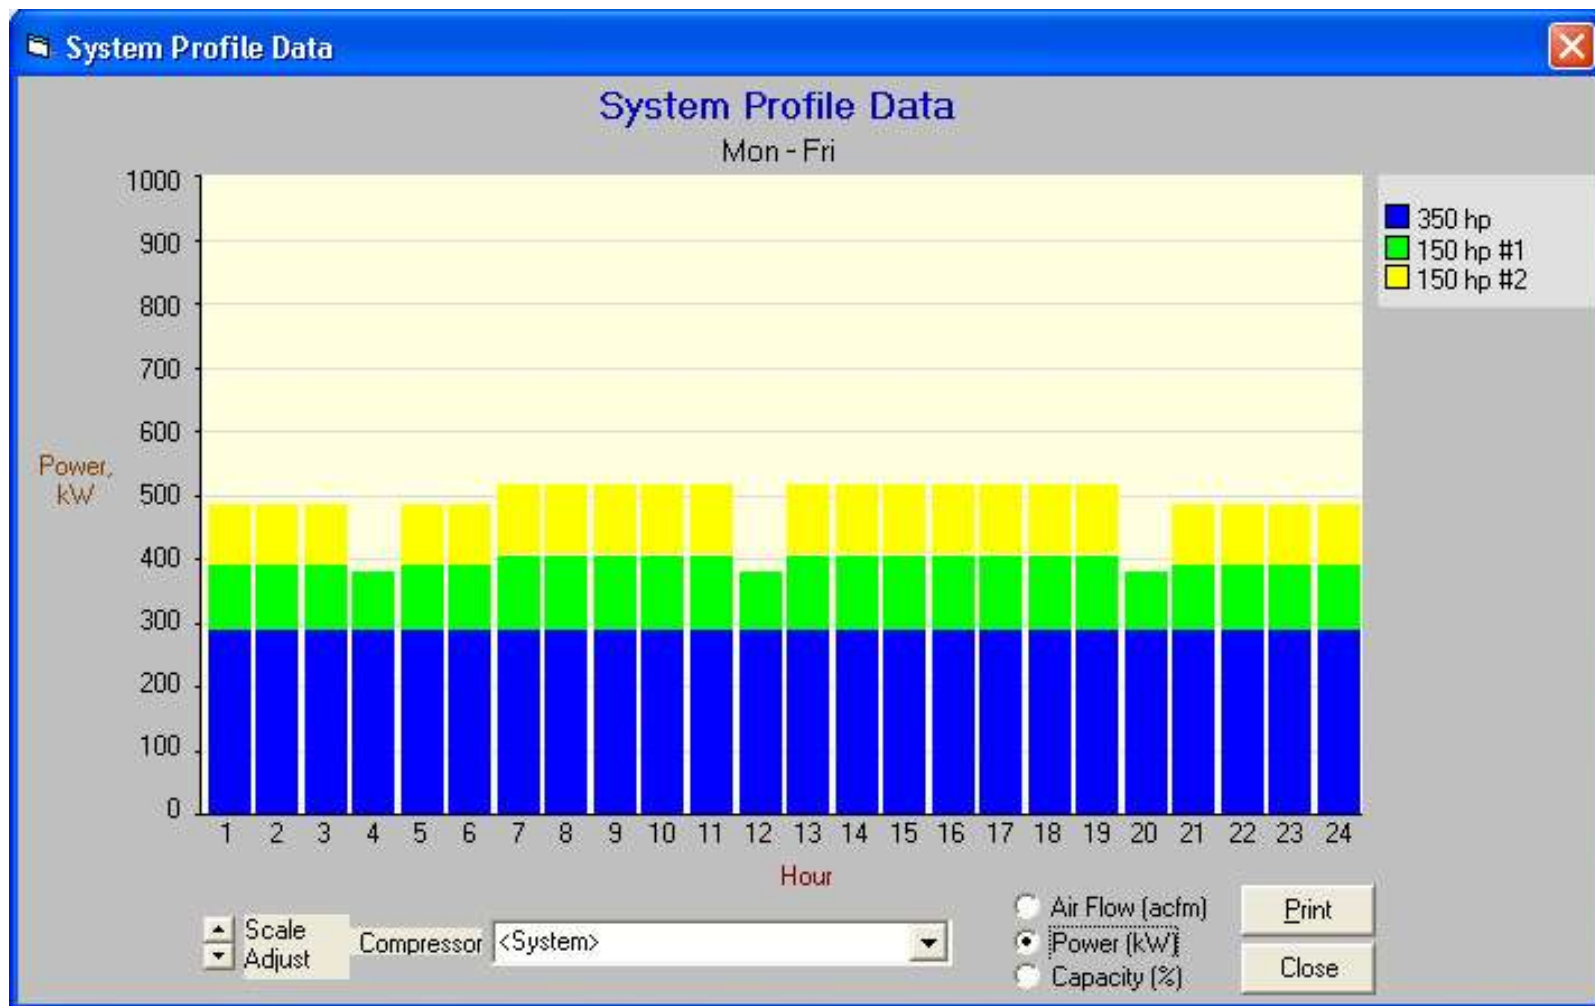 System Profile Data
System Profile Data
Mon - Fri
1000
900
800
700
600
500
400
300
200
100
0
Power,
kW
350 hp
150 hp #1
150 hp #2
1 2 3 4 5 6 7 8 9 10 11 12 13 14 15 16 17 18 19 20 21 22 23 24
Hour
Scale
Adjust
Compressor
<System>
Air Flow (acfm)
Power (kW)
Capacity (%)
Print
Close